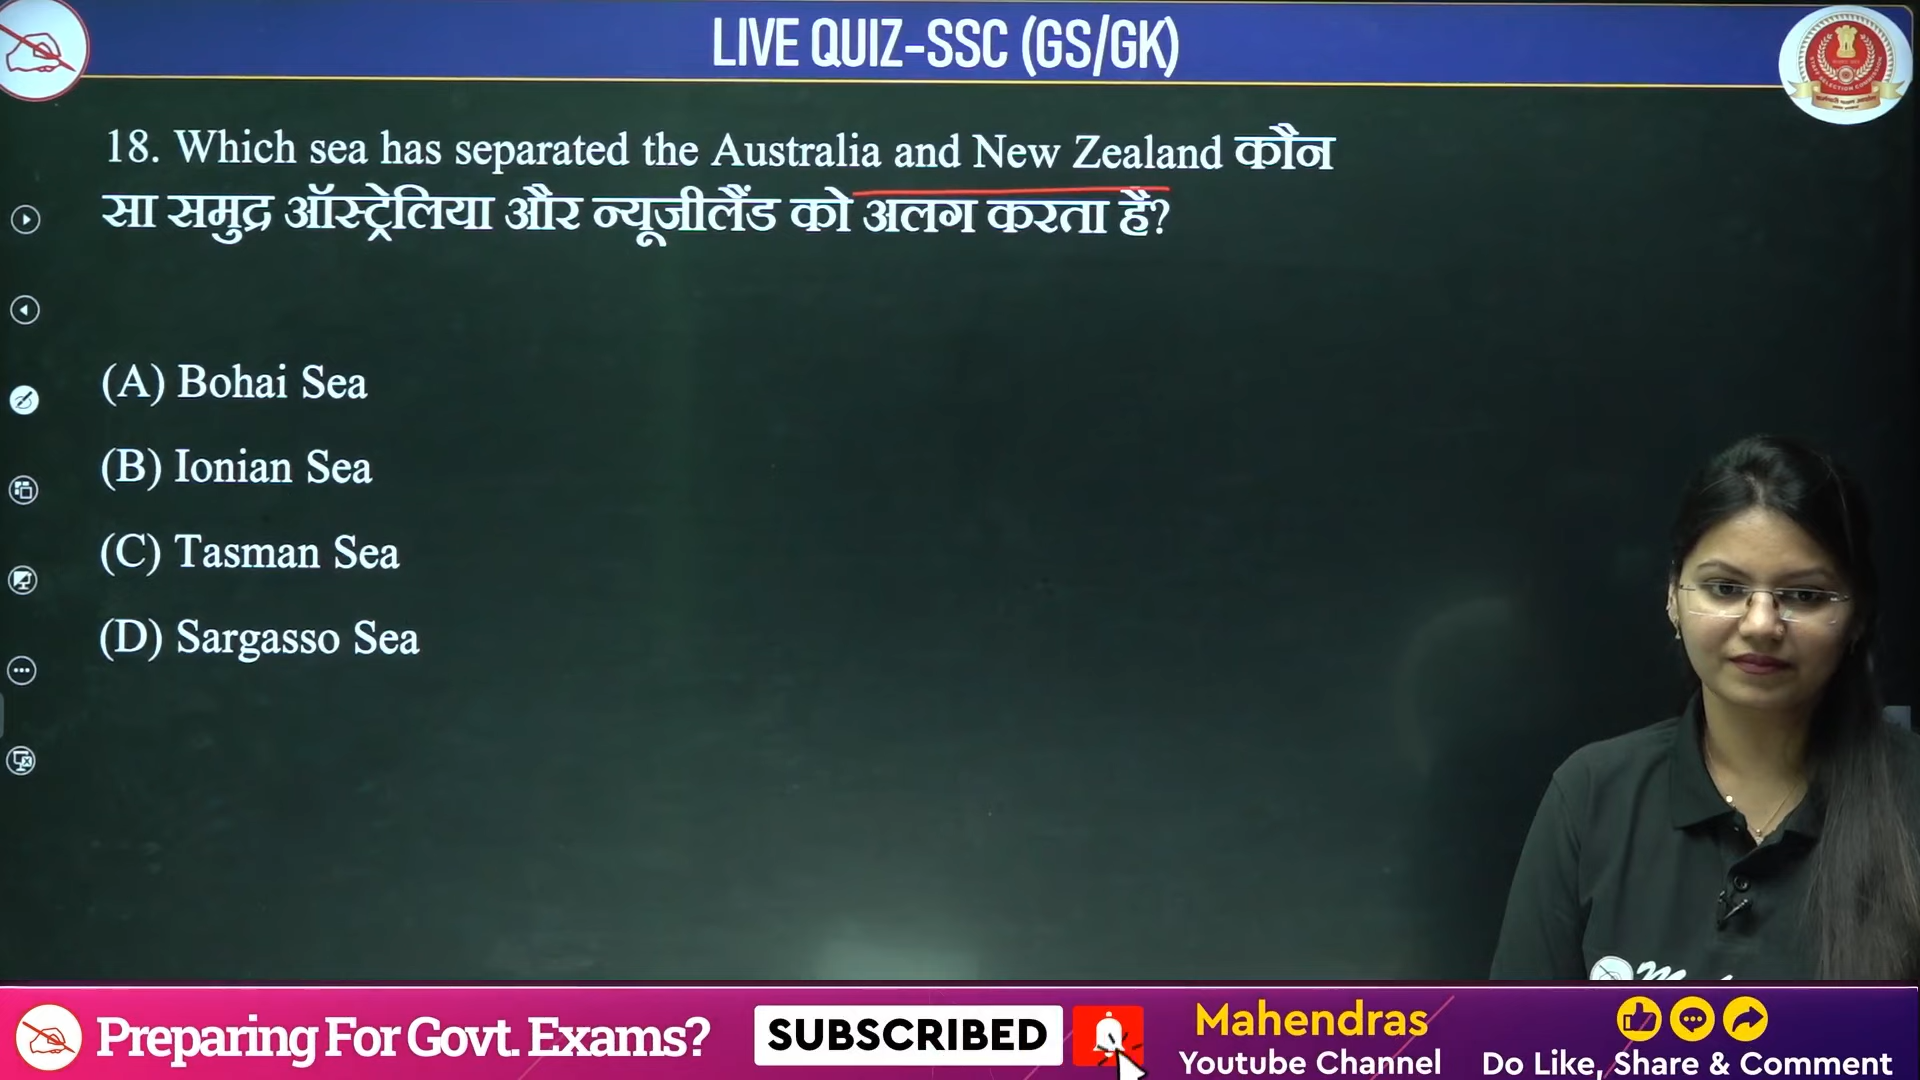 LIVE QUIZ-SSC (GS/GK)
18. Which sea has separated the Australia and New Zealand कौन
सा समुद्र ऑस्ट्रेलिया और न्यूजीलैंड को अलग करता है?
(A) Bohai Sea
(B) Ionian Sea
(C) Tasman Sea
(D) Sargasso Sea
Preparing For Govt. Exams?
SUBSCRIBED
Mahendras
Youtube Channel
Do Like, Share & Comment